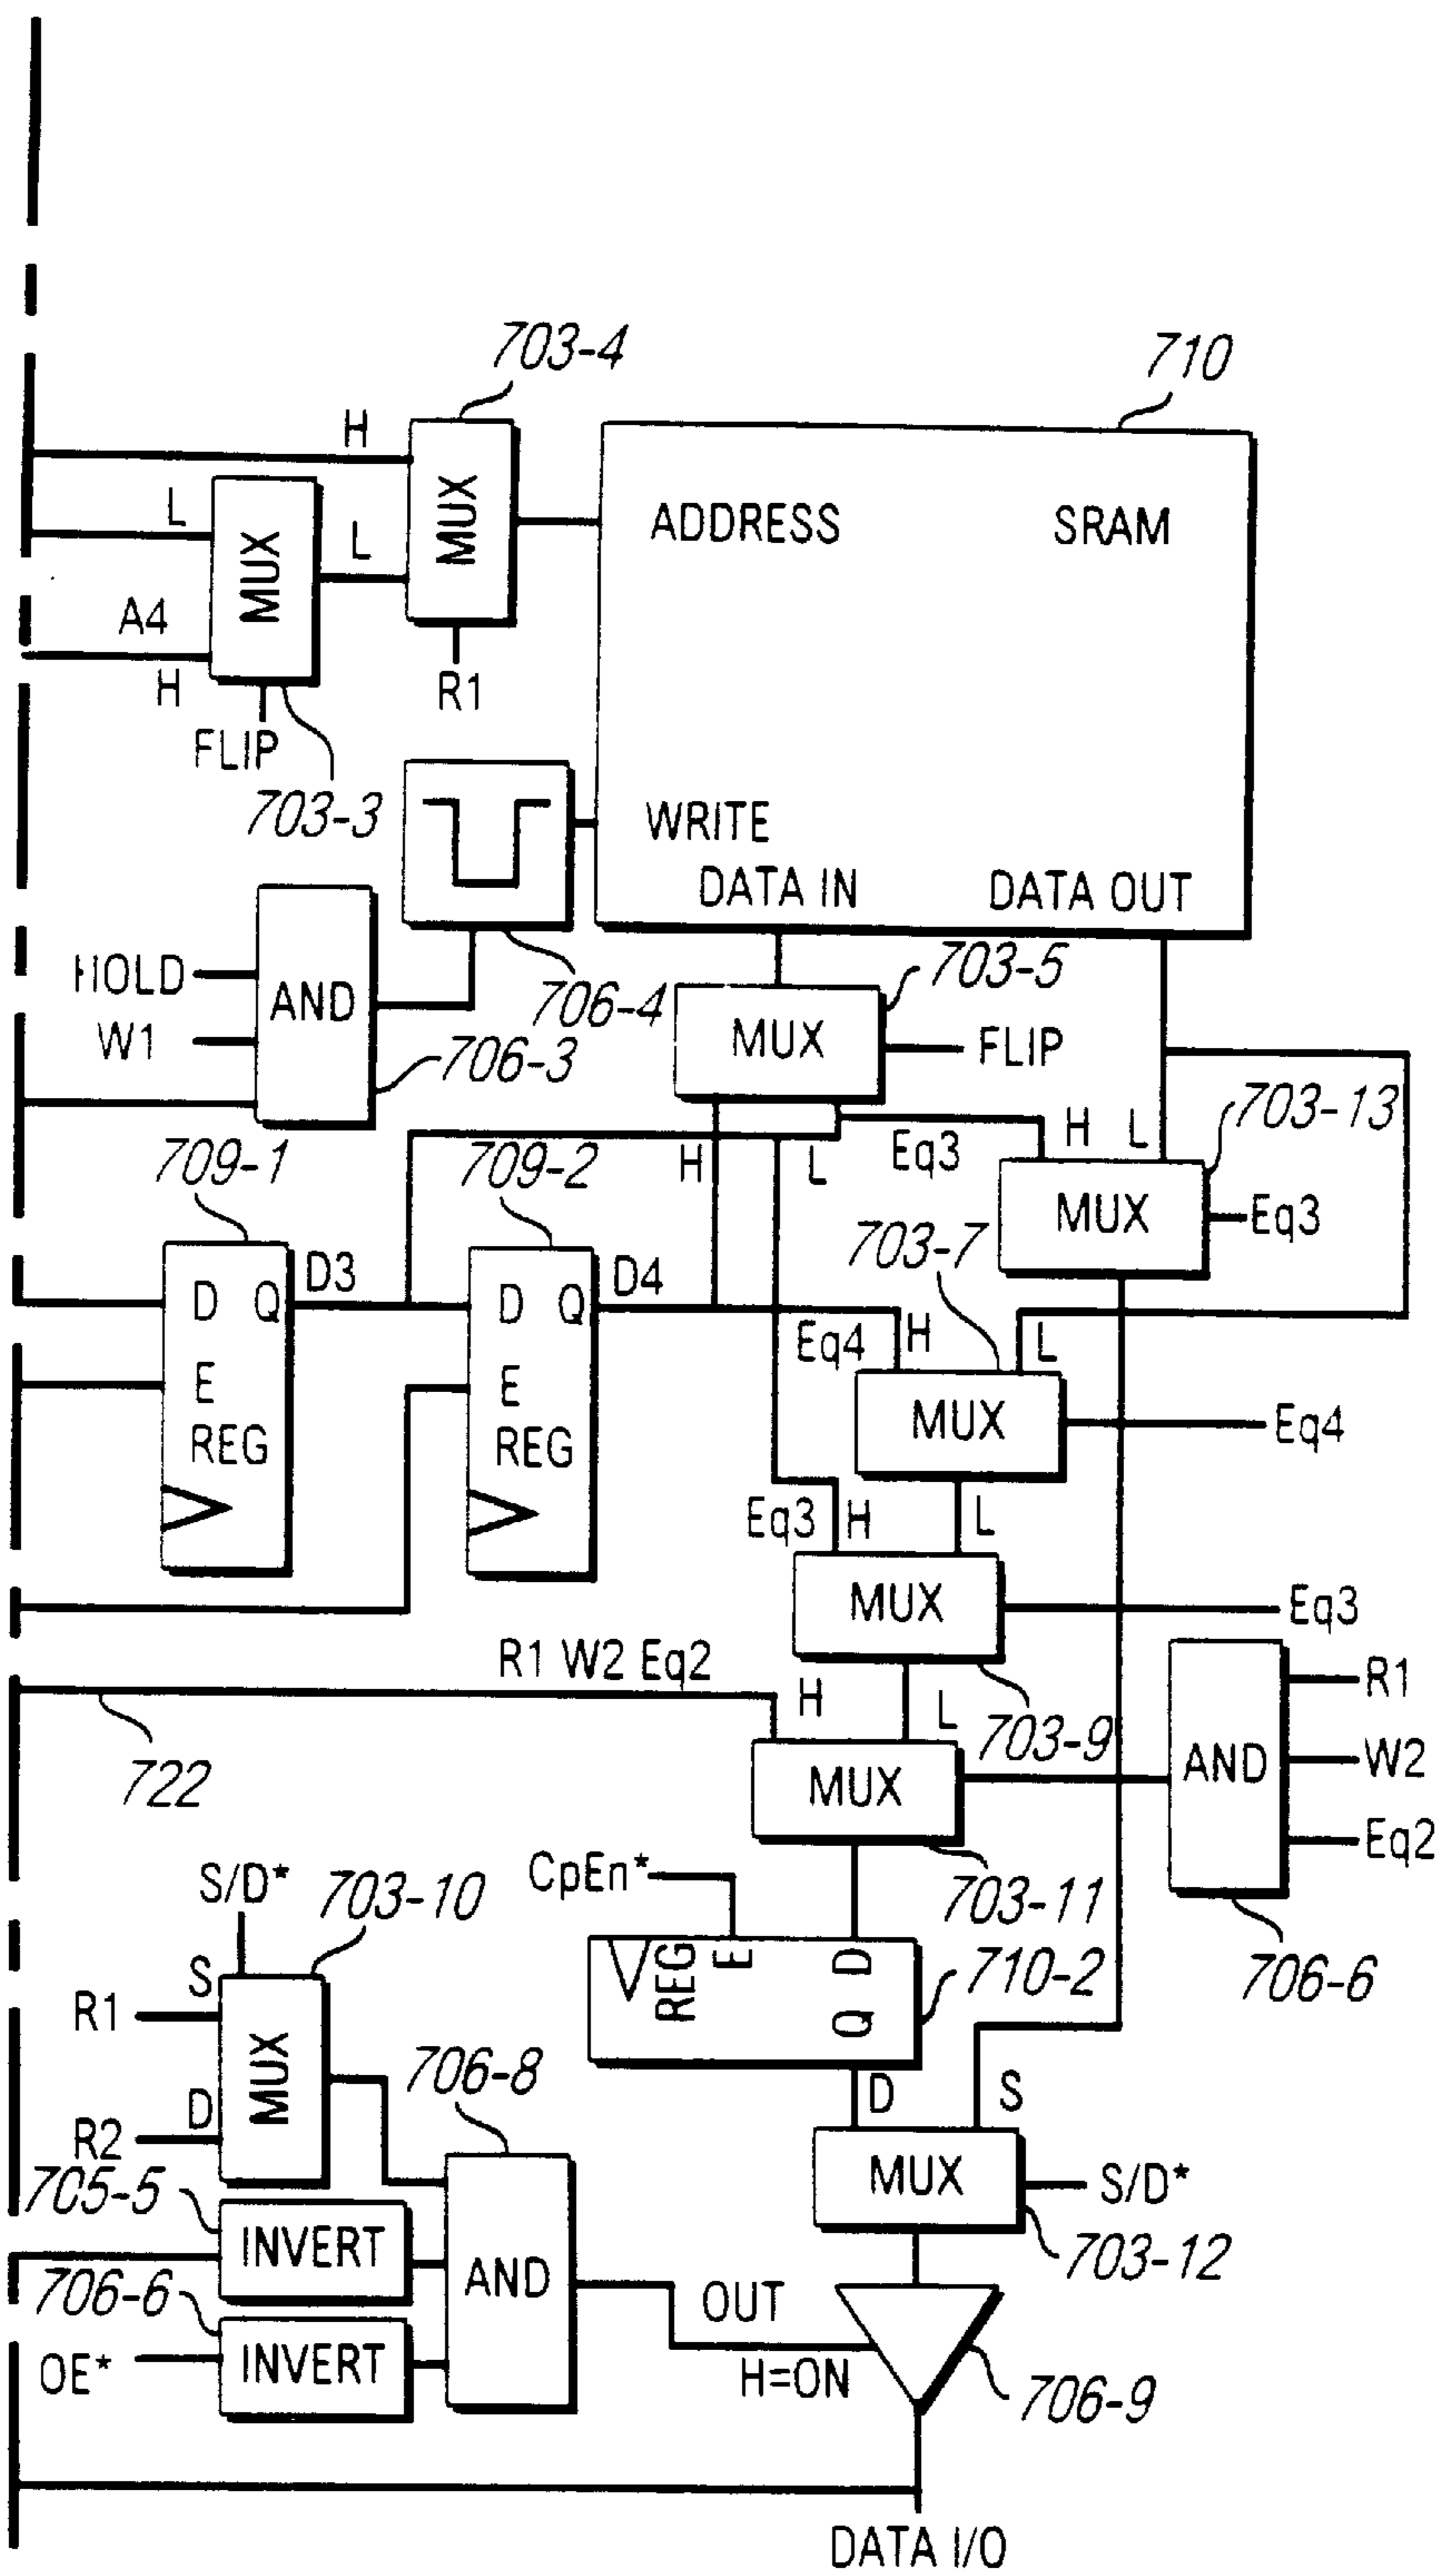 703-4
710
H
L
MUX
MUX
L
ADDRESS
SRAM
A4
H
R1
FLIP
703-3
WRITE
DATA IN
DATA OUT
HOLD
W1
AND
706-4
703-5
MUX
FLIP
706-3
703-13
H
L
Eq3
H
L
709-1
709-2
MUX
Eq3
703-7
D Q
D3
D Q
D4
Eq4
H
L
E
REG
E
REG
MUX
Eq4
Eq3
H
L
MUX
Eq3
R1 W2 Eq2
H
L
703-9
R1
722
MUX
AND
W2
Eq2
S/D*
703-10
CpEn*
703-11
S
R1
MUX
REG
E
D
Q
710-2
706-6
706-8
D
R2
D
S
705-5
MUX
S/D*
INVERT
AND
703-12
706-6
OUT
INVERT
OE*
H=ON
706-9
DATA I/O